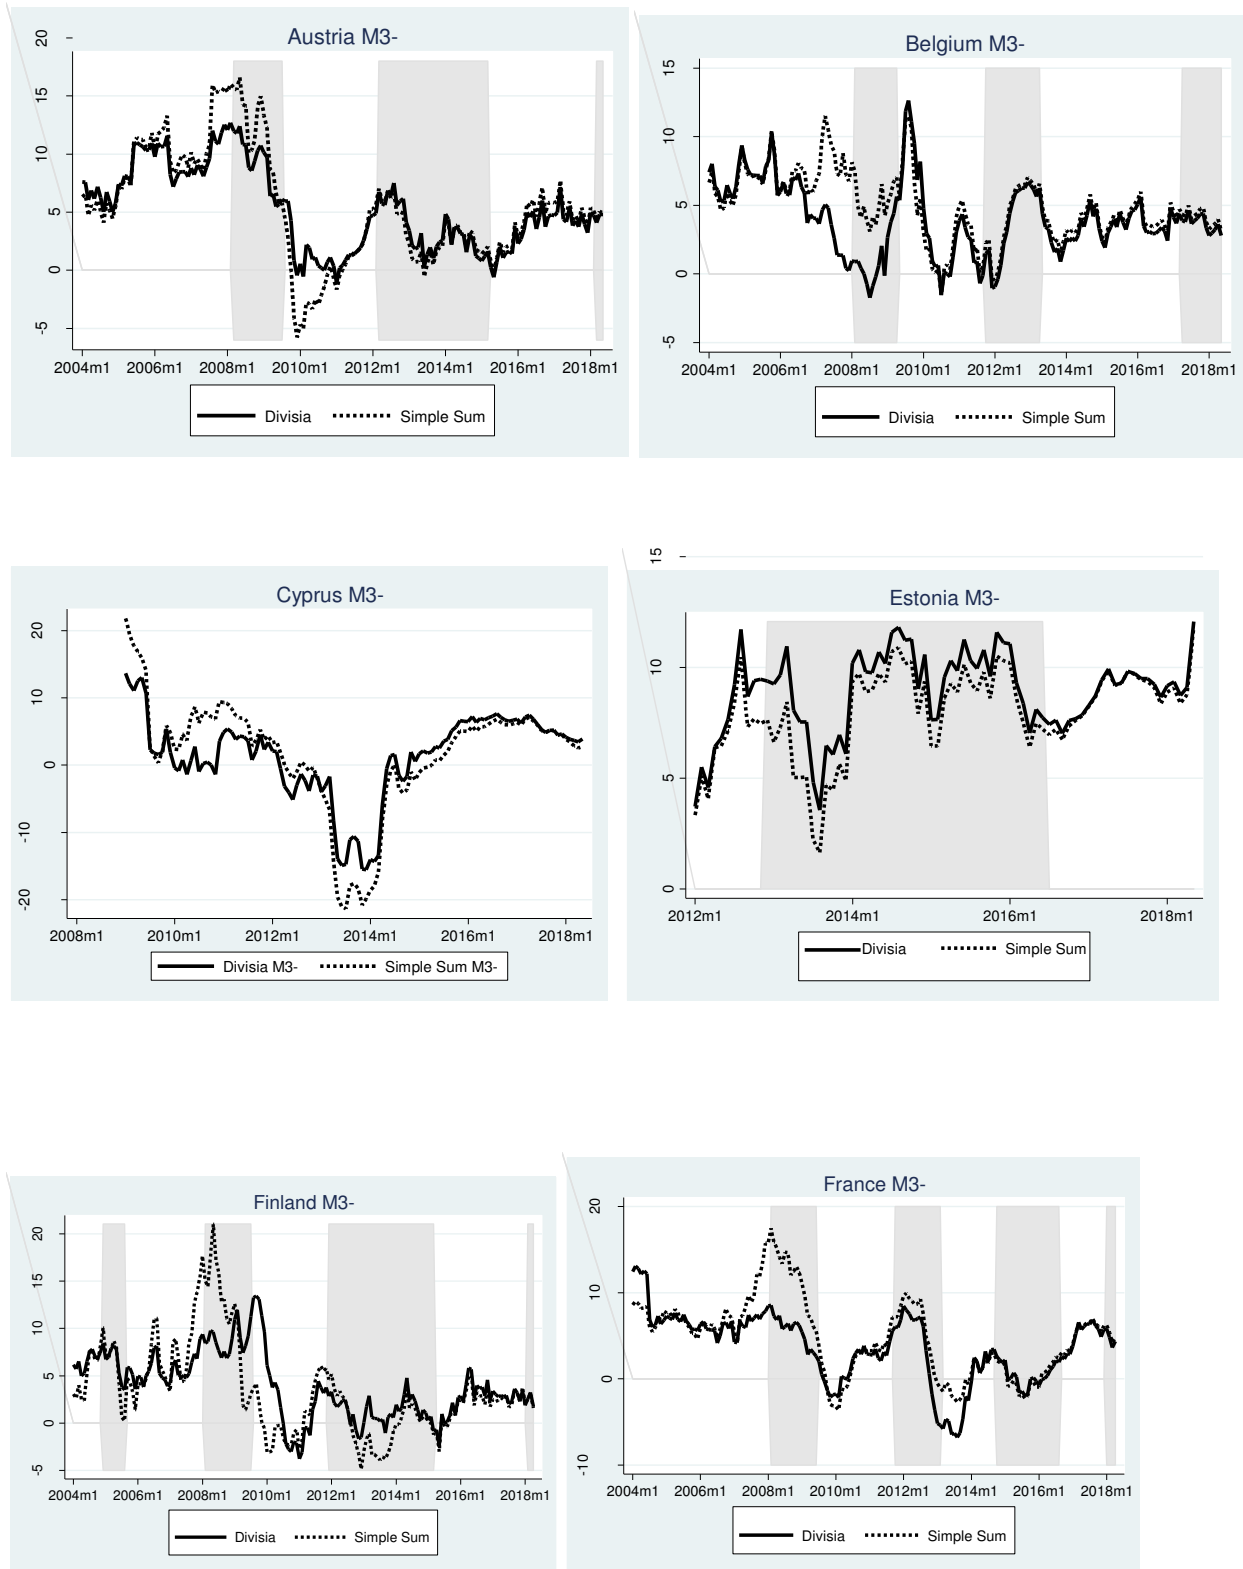 Austria M3-
20
15
10
5
0
-5
2004m1 2006m1 2008m1 2010m1 2012m1 2014m1 2016m1 2018m1
Divisia Simple Sum
Belgium M3-
15
10
5
0
-5
2004m1 2006m1 2008m1 2010m1 2012m1 2014m1 2016m1 2018m1
Divisia Simple Sum
Cyprus M3-
20
10
0
-10
-20
2008m1 2010m1 2012m1 2014m1 2016m1 2018m1
Divisia M3- Simple Sum M3-
15
Estonia M3-
10
5
0
2012m1 2014m1 2016m1 2018m1
Divisia Simple Sum
Finland M3-
20
15
10
5
0
-5
2004m1 2006m1 2008m1 2010m1 2012m1 2014m1 2016m1 2018m1
Divisia Simple Sum
France M3-
20
10
0
-10
2004m1 2006m1 2008m1 2010m1 2012m1 2014m1 2016m1 2018m1
Divisia Simple Sum